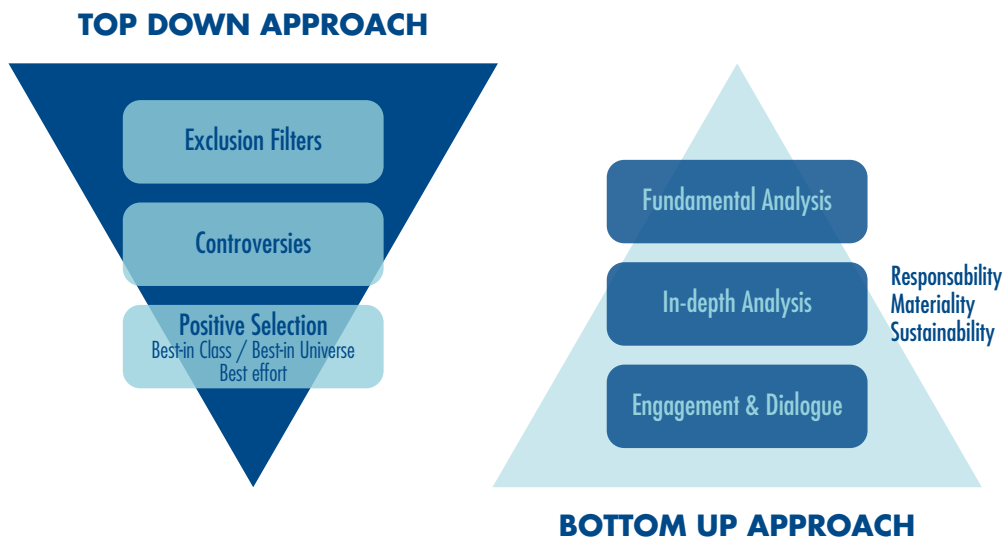 TOP DOWN APPROACH
Exclusion Filters
Controversies
Positive Selection
Best-in Class / Best-in Universe
Best effort
Fundamental Analysis
In-depth Analysis
Responsability
Materiality
Sustainability
Engagement & Dialogue
BOTTOM UP APPROACH